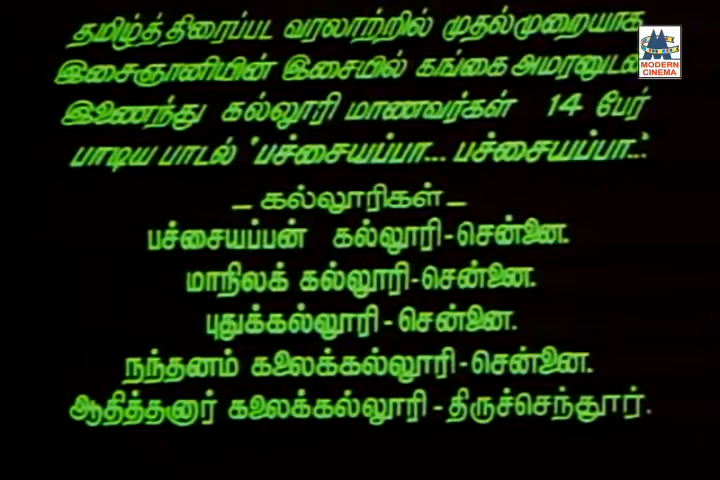 தமிழ்த் திரைப்பட வரலாற்றில் முதல்முறையாக
இசைஞானியின் இசையில் கங்கை அமரனுடன்
இணைந்து கல்லூரி மாணவர்கள் 14 பேர்
பாடிய பாடல் "பச்சையப்பா... பச்சையப்பா..."
- கல்லூரிகள் -
பச்சையப்பன் கல்லூரி - சென்னை.
மாநிலக் கல்லூரி - சென்னை.
புதுக்கல்லூரி - சென்னை.
நந்தனம் கலைக்கல்லூரி - சென்னை.
ஆதித்தனார் கலைக்கல்லூரி - திருச்செந்தூர்.
MODERN
CINEMA